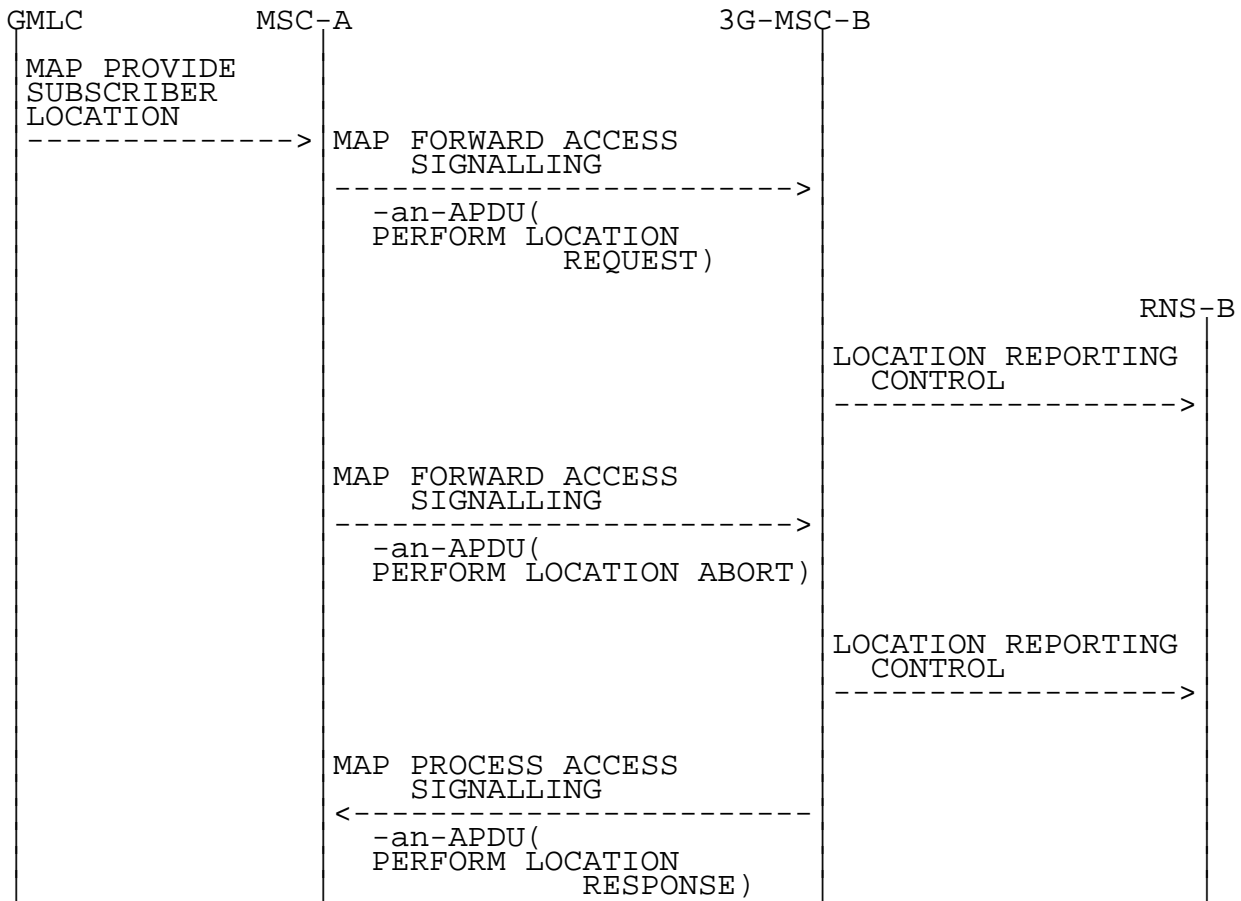 GMLC MSC-A 3G-MSC-B
MAP PROVIDE
SUBSCRIBER
LOCATION
MAP FORWARD ACCESS
SIGNALLING
-an-APDU(
PERFORM LOCATION
REQUEST)
RNS-B
LOCATION REPORTING
CONTROL
MAP FORWARD ACCESS
SIGNALLING
-an-APDU(
PERFORM LOCATION ABORT)
LOCATION REPORTING
CONTROL
MAP PROCESS ACCESS
SIGNALLING
-an-APDU(
PERFORM LOCATION
RESPONSE)